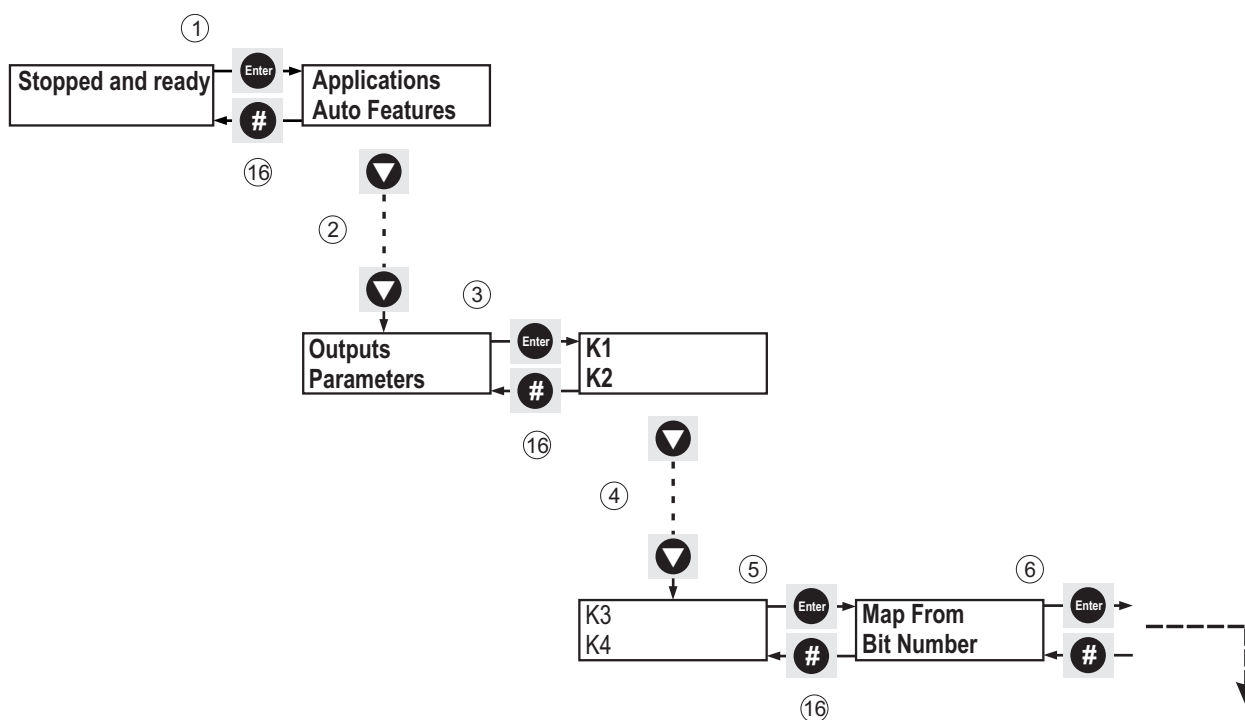 1
Stopped and ready
Enter
Applications
Auto Features
#
16
2
3
Outputs
Parameters
Enter
K1
K2
#
16
4
5
6
K3
K4
Enter
Map From
Bit Number
Enter
#
#
16